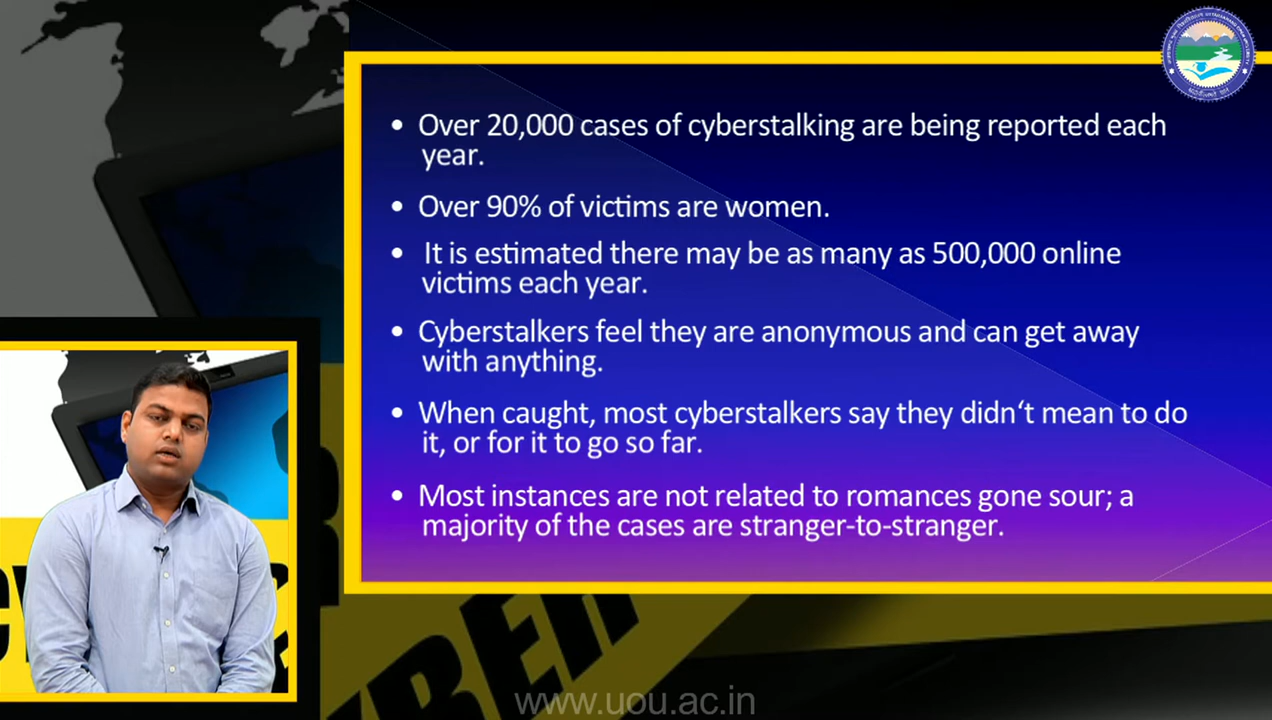 • Over 20,000 cases of cyberstalking are being reported each
year.
• Over 90% of victims are women.
• It is estimated there may be as many as 500,000 online
victims each year.
• Cyberstalkers feel they are anonymous and can get away
with anything.
• When caught, most cyberstalkers say they didn‘t mean to do
it, or for it to go so far.
• Most instances are not related to romances gone sour; a
majority of the cases are stranger-to-stranger.
www.uou.ac.in